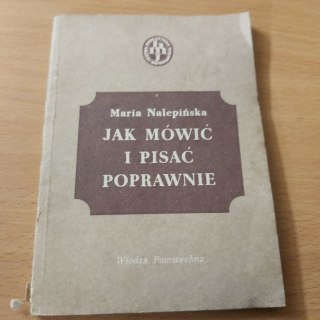 Maria Nalepińska
JAK MÓWIĆ
I PISAĆ
POPRAWNIE
Wiedza Powszechna